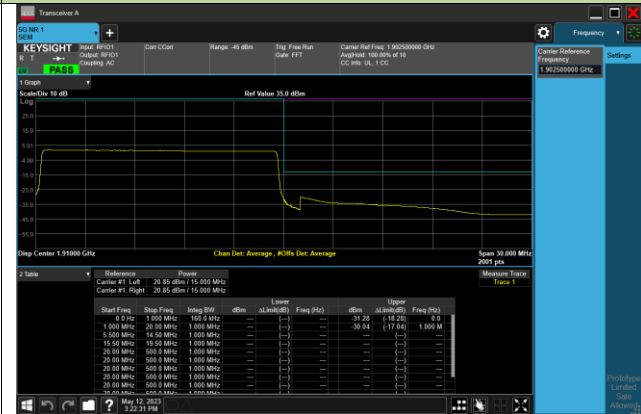 Transceiver A
5G NR 1
SEM
Frequency
KEYSIGHT
R T
PASS
Input: RFIO1
Output: RFIO1
Coupling: AC
Corr CCorr
Range: -45 dBm
Trig: Free Run
Gate: FFT
Carrier Ref Freq: 1.902500000 GHz
Avg|Hold: 100.00% of 10
CC Info: UL, 1 CC
Carrier Reference
Frequency
1.902500000 GHz
Settings
1 Graph
Scale/Div 10 dB
Ref Value 35.0 dBm
Log
25.0
15.0
5.01
-4.99
-15.0
-25.0
-35.0
-45.0
-55.0
Disp Center 1.91000 GHz
Chan Det: Average , #Offs Det: Average
Span 30.000 MHz
2001 pts
2 Table
Reference Power
Carrier #1: Left 20.85 dBm / 15.000 MHz
Carrier #1: Right 20.85 dBm / 15.000 MHz
Measure Trace
Trace 1
Lower Upper
Start Freq Stop Freq Integ BW dBm ΔLimit(dB) Freq (Hz) dBm ΔLimit(dB) Freq (Hz)
0.0 Hz 1.000 MHz 160.0 kHz --- (---) --- -31.28 (-18.28) 0.0
1.000 MHz 20.00 MHz 1.000 MHz --- (---) --- -30.04 (-17.04) 1.000 M
5.500 MHz 14.50 MHz 1.000 MHz --- (---) --- --- (---) ---
15.50 MHz 19.50 MHz 1.000 MHz --- (---) --- --- (---) ---
20.00 MHz 500.0 MHz 1.000 MHz --- (---) --- --- (---) ---
20.00 MHz 500.0 MHz 1.000 MHz --- (---) --- --- (---) ---
20.00 MHz 500.0 MHz 1.000 MHz --- (---) --- --- (---) ---
20.00 MHz 500.0 MHz 1.000 MHz --- (---) --- --- (---) ---
May 12, 2023
3:22:31 PM
Prototype
Limited
Sale
Allowed